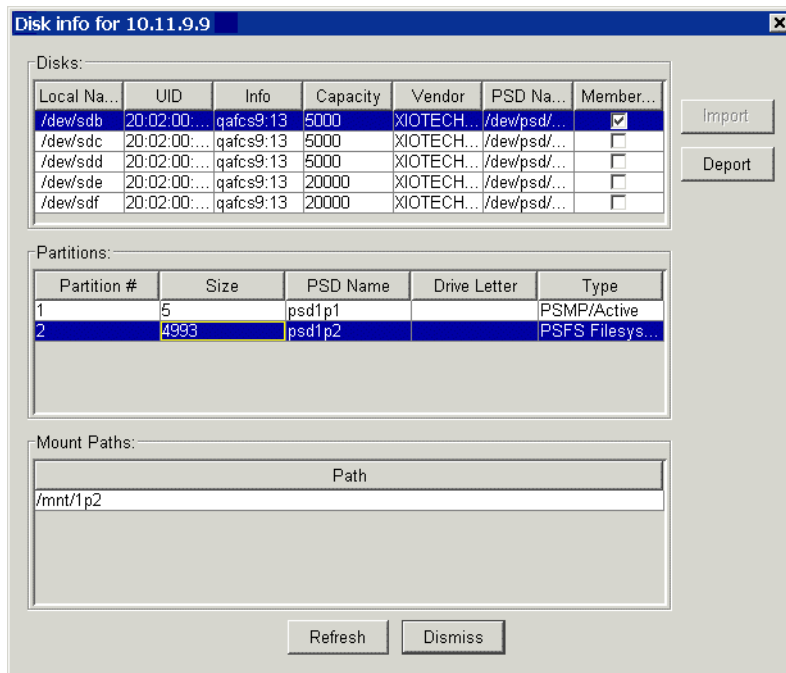 Disk info for 10.11.9.9
Disks:
Local Na... UID Info Capacity Vendor PSD Na... Member...
/dev/sdb 20:02:00:... qafcs9:13 5000 XIOTECH... /dev/psd/...
/dev/sdc 20:02:00:... qafcs9:13 5000 XIOTECH... /dev/psd/...
/dev/sdd 20:02:00:... qafcs9:13 5000 XIOTECH... /dev/psd/...
/dev/sde 20:02:00:... qafcs9:13 20000 XIOTECH... /dev/psd/...
/dev/sdf 20:02:00:... qafcs9:13 20000 XIOTECH... /dev/psd/...
Import
Deport
Partitions:
Partition # Size PSD Name Drive Letter Type
1 5 psd1p1 PSMP/Active
2 4993 psd1p2 PSFS Filesys...
Mount Paths:
Path
/mnt/1p2
Refresh Dismiss